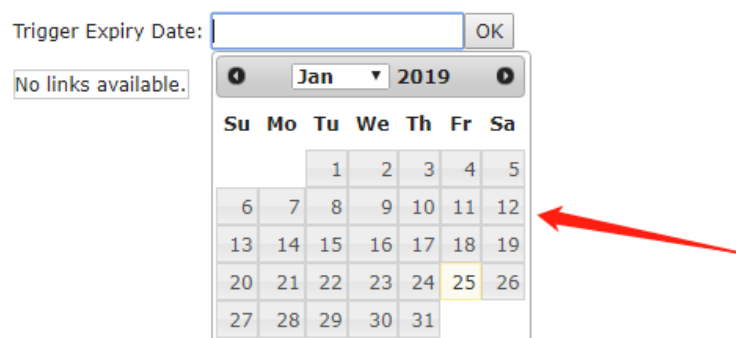 Trigger Expiry Date: OK
No links available.
Jan ▼ 2019
Su Mo Tu We Th Fr Sa
1 2 3 4 5
6 7 8 9 10 11 12
13 14 15 16 17 18 19
20 21 22 23 24 25 26
27 28 29 30 31